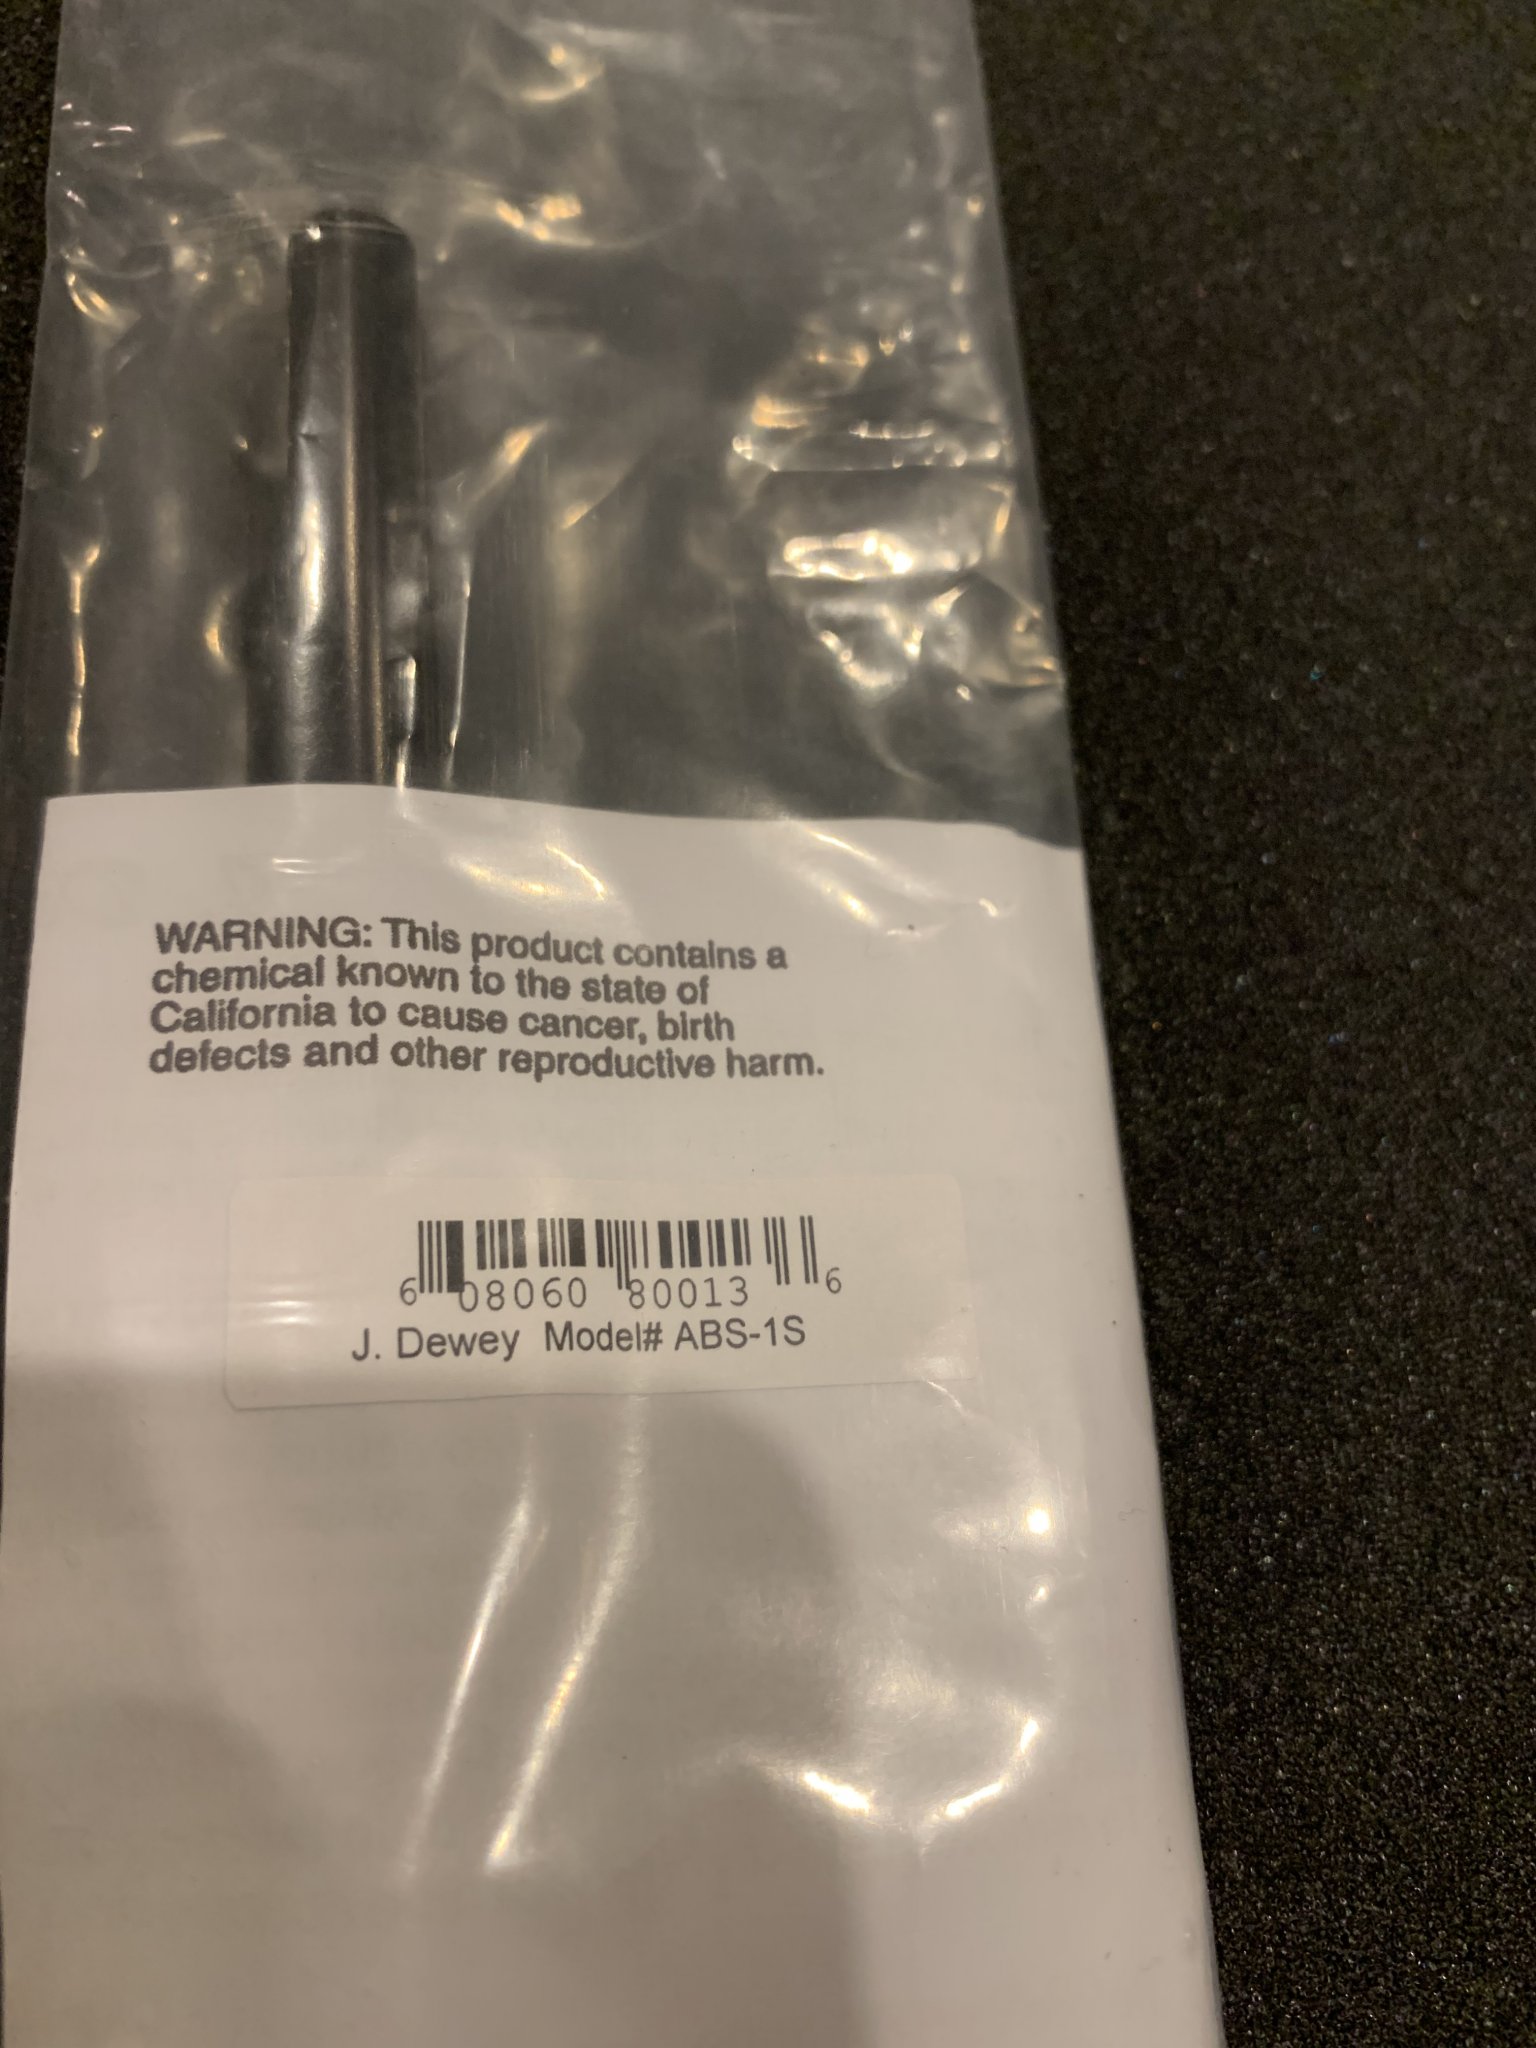 WARNING: This product contains a
chemical known to the state of
California to cause cancer, birth
defects and other reproductive harm.
6 08060 80013 6
J. Dewey Model# ABS-1S